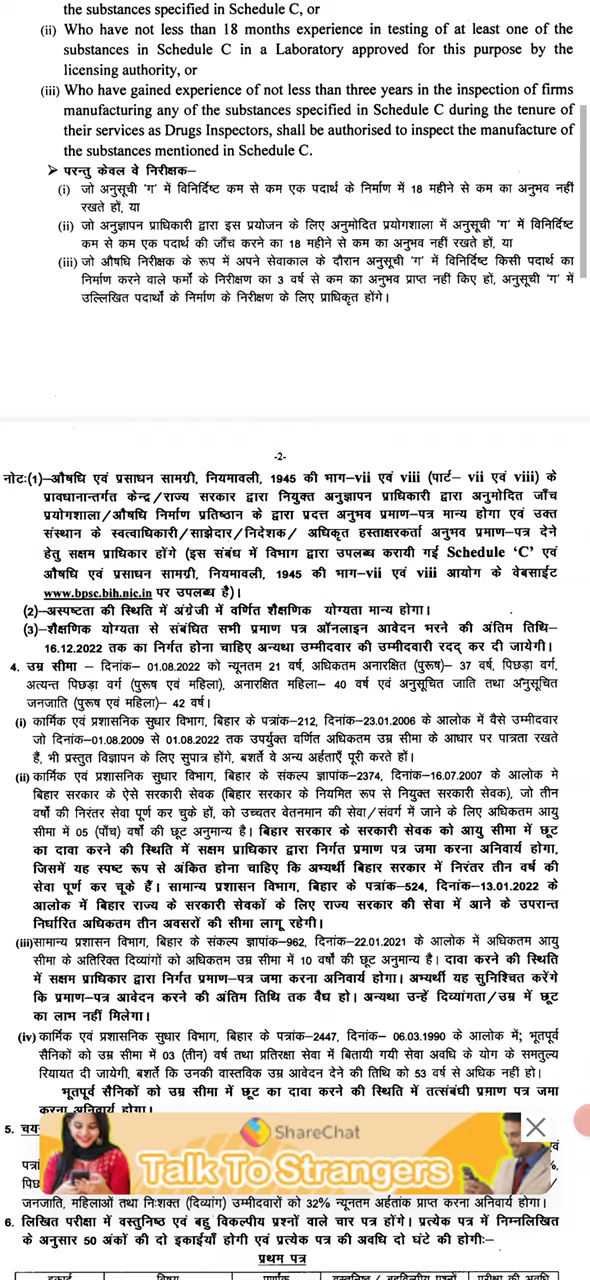 the substances specified in Schedule C, or
(ii) Who have not less than 18 months experience in testing of at least one of the
substances in Schedule C in a Laboratory approved for this purpose by the
licensing authority, or
(iii) Who have gained experience of not less than three years in the inspection of firms
manufacturing any of the substances specified in Schedule C during the tenure of
their services as Drugs Inspectors, shall be authorised to inspect the manufacture of
the substances mentioned in Schedule C.
➤ परन्तु केवल वे निरीक्षक–
(i) जो अनुसूची 'ग' में विनिर्दिष्ट कम से कम एक पदार्थ के निर्माण में 18 महीने से कम का अनुभव नहीं
रखते हों, या
(ii) जो अनुज्ञापन प्राधिकारी द्वारा इस प्रयोजन के लिए अनुमोदित प्रयोगशाला में अनुसूची 'ग' में विनिर्दिष्ट
कम से कम एक पदार्थ की जाँच करने का 18 महीने से कम का अनुभव नहीं रखते हों, या
(iii) जो औषधि निरीक्षक के रूप में अपने सेवाकाल के दौरान अनुसूची 'ग' में विनिर्दिष्ट किसी पदार्थ का
निर्माण करने वाले फर्मो के निरीक्षण का 3 वर्ष से कम का अनुभव प्राप्त नहीं किए हों, अनुसूची 'ग' में
उल्लिखित पदार्थो के निर्माण के निरीक्षण के लिए प्राधिकृत होंगे।
-2-
नोटः(1)–औषधि एवं प्रसाधन सामग्री, नियमावली, 1945 की भाग–vii एवं viii (पार्ट– vii एवं viii) के
प्रावधानान्तर्गत केन्द्र/राज्य सरकार द्वारा नियुक्त अनुज्ञापन प्राधिकारी द्वारा अनुमोदित जाँच
प्रयोगशाला/औषधि निर्माण प्रतिष्ठान के द्वारा प्रदत्त अनुभव प्रमाण–पत्र मान्य होगा एवं उक्त
संस्थान के स्वत्वाधिकारी/साझेदार/निदेशक/ अधिकृत हस्ताक्षरकर्ता अनुभव प्रमाण–पत्र देने
हेतु सक्षम प्राधिकार होंगे (इस संबंध में विभाग द्वारा उपलब्ध करायी गई Schedule 'C' एवं
औषधि एवं प्रसाधन सामग्री, नियमावली, 1945 की भाग–vii एवं viii आयोग के वेबसाईट
www.bpsc.bih.nic.in पर उपलब्ध है)।
(2)–अस्पष्टता की स्थिति में अंग्रेजी में वर्णित शैक्षणिक योग्यता मान्य होगा।
(3)–शैक्षणिक योग्यता से संबंधित सभी प्रमाण पत्र ऑनलाइन आवेदन भरने की अंतिम तिथि–
16.12.2022 तक का निर्गत होना चाहिए अन्यथा उम्मीदवार की उम्मीदवारी रदद् कर दी जायेगी।
4. उम्र सीमा – दिनांक– 01.08.2022 को न्यूनतम 21 वर्ष, अधिकतम अनारक्षित (पुरूष)– 37 वर्ष, पिछड़ा वर्ग,
अत्यन्त पिछड़ा वर्ग (पुरूष एवं महिला), अनारक्षित महिला– 40 वर्ष एवं अनुसूचित जाति तथा अनुसूचित
जनजाति (पुरूष एवं महिला)– 42 वर्ष।
(i) कार्मिक एवं प्रशासनिक सुधार विभाग, बिहार के पत्रांक–212, दिनांक–23.01.2006 के आलोक में वैसे उम्मीदवार
जो दिनांक–01.08.2009 से 01.08.2022 तक उपर्युक्त वर्णित अधिकतम उम्र सीमा के आधार पर पात्रता रखते
हैं, भी प्रस्तुत विज्ञापन के लिए सुपात्र होंगे, बशर्ते वे अन्य अर्हताएँ पूरी करते हों।
(ii) कार्मिक एवं प्रशासनिक सुधार विभाग, बिहार के संकल्प ज्ञापांक–2374, दिनांक–16.07.2007 के आलोक मे
बिहार सरकार के ऐसे सरकारी सेवक (बिहार सरकार के नियमित रूप से नियुक्त सरकारी सेवक), जो तीन
वर्षो की निरंतर सेवा पूर्ण कर चुके हों, को उच्चतर वेतनमान की सेवा/संवर्ग में जाने के लिए अधिकतम आयु
सीमा में 05 (पाँच) वर्षो की छूट अनुमान्य है। बिहार सरकार के सरकारी सेवक को आयु सीमा में छूट
का दावा करने की स्थिति में सक्षम प्राधिकार द्वारा निर्गत प्रमाण पत्र जमा करना अनिवार्य होगा,
जिसमें यह स्पष्ट रूप से अंकित होना चाहिए कि अभ्यर्थी बिहार सरकार में निरंतर तीन वर्ष की
सेवा पूर्ण कर चूके हैं। सामान्य प्रशासन विभाग, बिहार के पत्रांक–524, दिनांक–13.01.2022 के
आलोक में बिहार राज्य के सरकारी सेवकों के लिए राज्य सरकार की सेवा में आने के उपरान्त
निर्धारित अधिकतम तीन अवसरों की सीमा लागू रहेगी।
(iii)सामान्य प्रशासन विभाग, बिहार के संकल्प ज्ञापांक–962, दिनांक–22.01.2021 के आलोक में अधिकतम आयु
सीमा के अतिरिक्त दिव्यांगों को अधिकतम उम्र सीमा में 10 वर्षो की छूट अनुमान्य है। दावा करने की स्थिति
में सक्षम प्राधिकार द्वारा निर्गत प्रमाण–पत्र जमा करना अनिवार्य होगा। अभ्यर्थी यह सुनिश्चित करेंगे
कि प्रमाण–पत्र आवेदन करने की अंतिम तिथि तक वैध हो। अन्यथा उन्हें दिव्यांगता/उम्र में छूट
का लाभ नहीं मिलेगा।
(iv) कार्मिक एवं प्रशासनिक सुधार विभाग, बिहार के पत्रांक–2447, दिनांक– 06.03.1990 के आलोक में; भूतपूर्व
सैनिकों को उम्र सीमा में 03 (तीन) वर्ष तथा प्रतिरक्षा सेवा में बितायी गयी सेवा अवधि के योग के समतुल्य
रियायत दी जायेगी, बशर्ते कि उनकी वास्तविक उम्र आवेदन देने की तिथि को 53 वर्ष से अधिक नहीं हो।
भूतपूर्व सैनिकों को उम्र सीमा में छूट का दावा करने की स्थिति में तत्संबंधी प्रमाण पत्र जमा
करना अनिवार्य होगा।
5. चय
एवं
पत्रां
%,
पिछ
/
ShareChat
Talk To Strangers
जनजाति, महिलाओं तथा निःशक्त (दिव्यांग) उम्मीदवारों को 32% न्यूनतम अर्हतांक प्राप्त करना अनिवार्य होगा।
6. लिखित परीक्षा में वस्तुनिष्ठ एवं बहु विकल्पीय प्रश्नों वाले चार पत्र होंगे। प्रत्येक पत्र में निम्नलिखित
के अनुसार 50 अंकों की दो इकाईयाँ होगी एवं प्रत्येक पत्र की अवधि दो घंटे की होगीः–
प्रथम पत्र
इकाई विषय पूर्णांक वस्तुनिष्ठ / बहुविकल्पीय प्रश्नों परीक्षा की अवधि